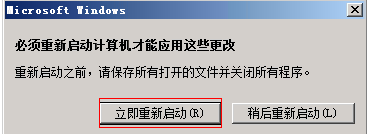 Microsoft Windows
必须重新启动计算机才能应用这些更改
重新启动之前，请保存所有打开的文件并关闭所有程序。
立即重新启动(R) 稍后重新启动(L)